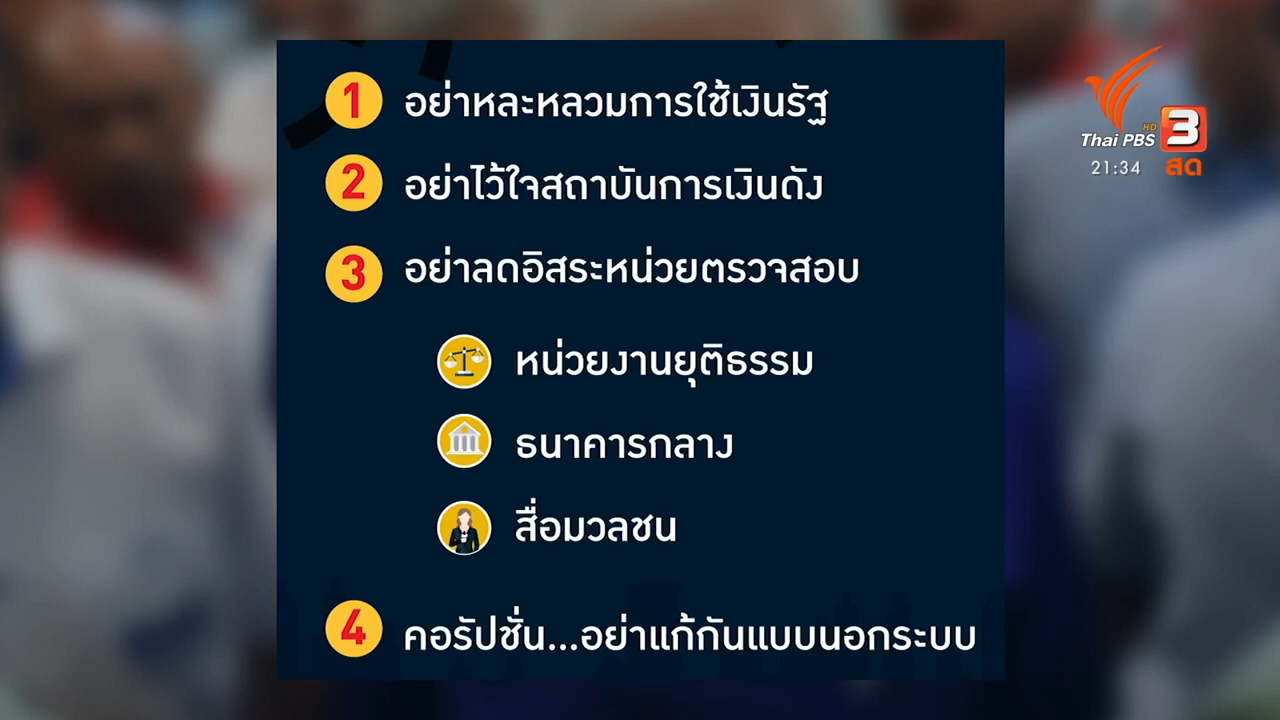 1 อย่าหละหลวมการใช้เงินรัฐ
2 อย่าไว้ใจสถาบันการเงินดัง
3 อย่าลดอิสระหน่วยตรวจสอบ
หน่วยงานยุติธรรม
ธนาคารกลาง
สื่อมวลชน
4 คอรัปชั่น...อย่าแก้กันแบบนอกระบบ
Thai PBS HD 3
21:34 สด